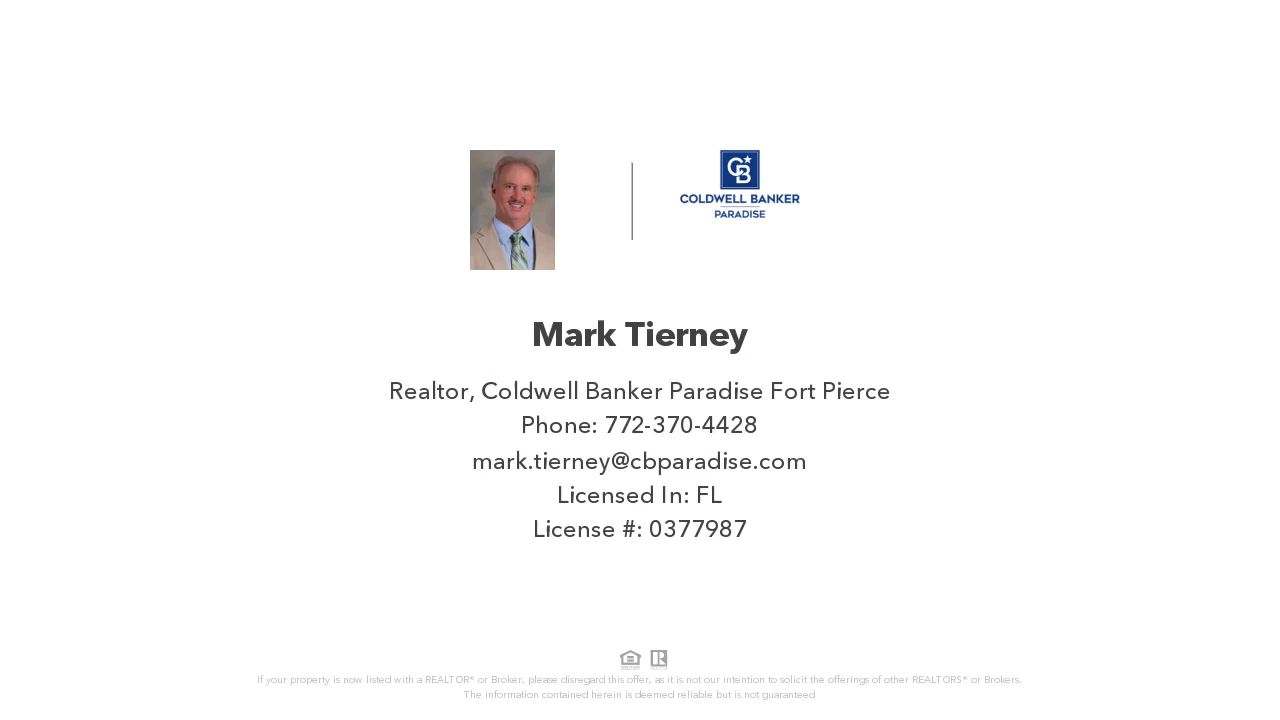 CB
COLDWELL BANKER
PARADISE
Mark Tierney
Realtor, Coldwell Banker Paradise Fort Pierce
Phone: 772-370-4428
mark.tierney@cbparadise.com
Licensed In: FL
License #: 0377987
If your property is now listed with a REALTOR® or Broker, please disregard this offer, as it is not our intention to solicit the offerings of other REALTORS® or Brokers.
The information contained herein is deemed reliable but is not guaranteed